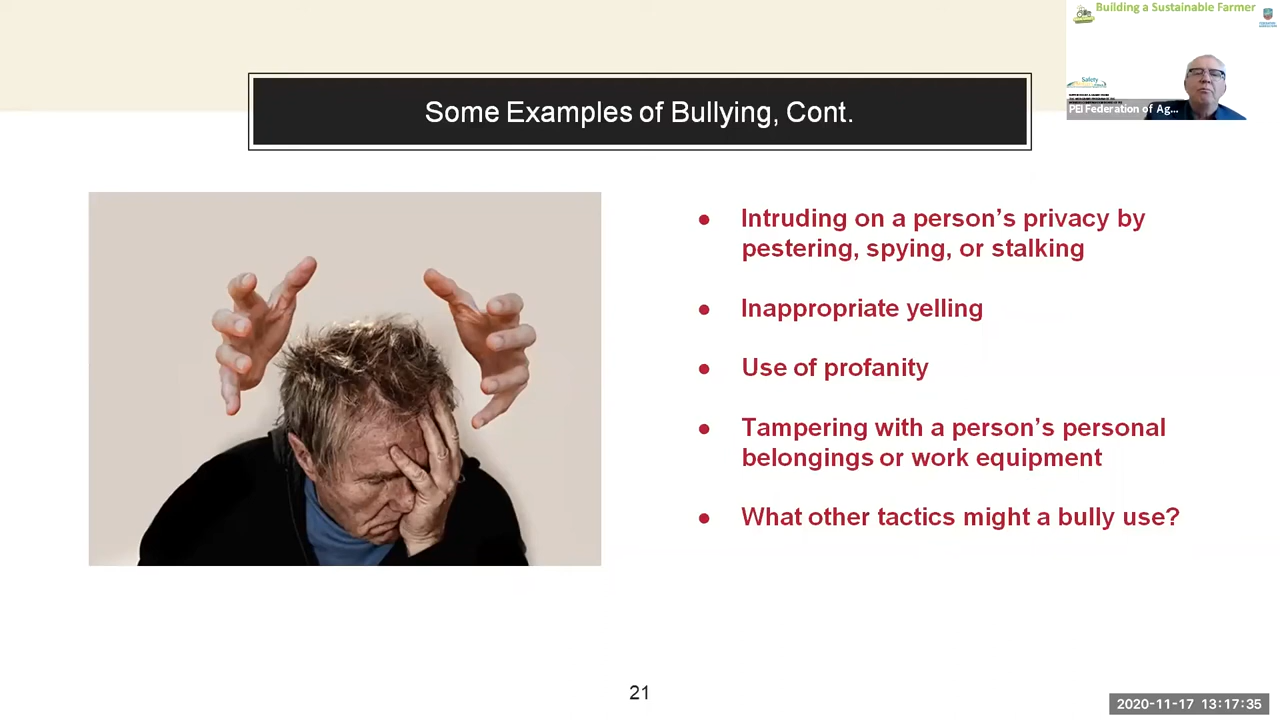 Building a Sustainable Farmer
Safety
PEI Federation of Ag...
Some Examples of Bullying, Cont.
● Intruding on a person’s privacy by
pestering, spying, or stalking
● Inappropriate yelling
● Use of profanity
● Tampering with a person’s personal
belongings or work equipment
● What other tactics might a bully use?
21
2020-11-17 13:17:35